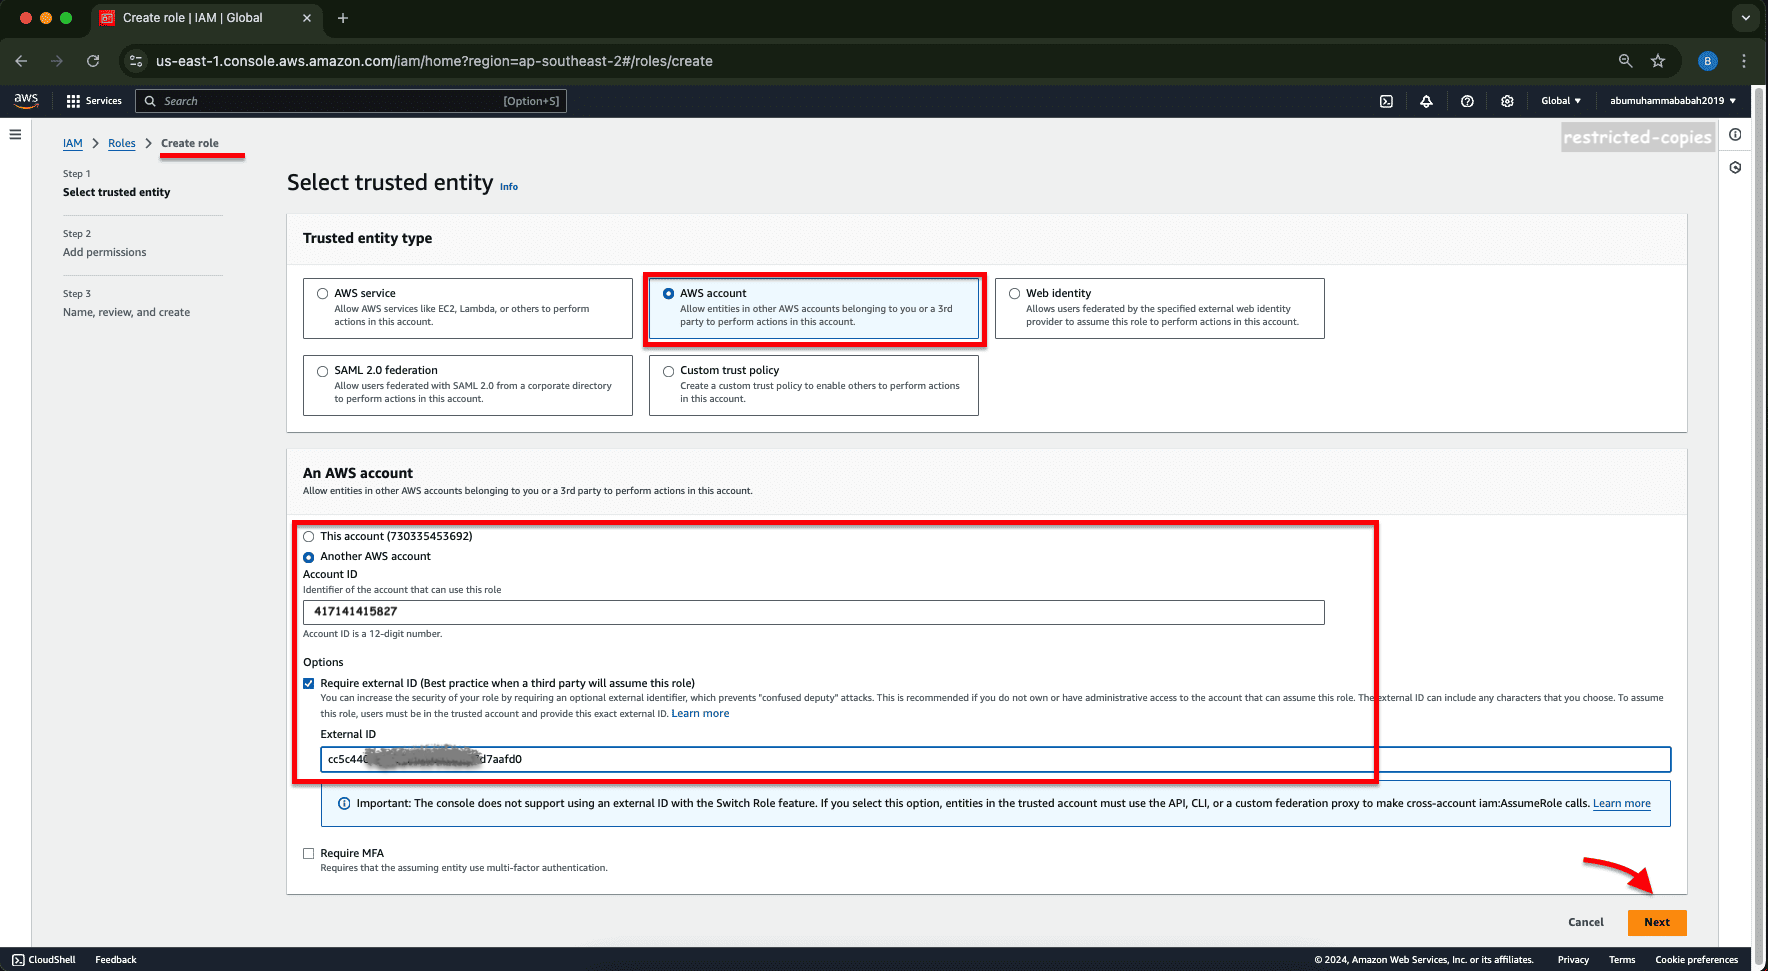 Create role | IAM | Global
us-east-1.console.aws.amazon.com/iam/home?region=ap-southeast-2#/roles/create
B
aws
Services
Search
[Option+S]
Global
abumuhammababah2019
restricted-copies
IAM
Roles
Create role
Step 1
Select trusted entity
Step 2
Add permissions
Step 3
Name, review, and create
Select trusted entity Info
Trusted entity type
AWS service
Allow AWS services like EC2, Lambda, or others to perform
actions in this account.
AWS account
Allow entities in other AWS accounts belonging to you or a 3rd
party to perform actions in this account.
Web identity
Allows users federated by the specified external web identity
provider to assume this role to perform actions in this account.
SAML 2.0 federation
Allow users federated with SAML 2.0 from a corporate directory
to perform actions in this account.
Custom trust policy
Create a custom trust policy to enable others to perform actions
in this account.
An AWS account
Allow entities in other AWS accounts belonging to you or a 3rd party to perform actions in this account.
This account (730335453692)
Another AWS account
Account ID
Identifier of the account that can use this role
417141415827
Account ID is a 12-digit number.
Options
Require external ID (Best practice when a third party will assume this role)
You can increase the security of your role by requiring an optional external identifier, which prevents "confused deputy" attacks. This is recommended if you do not own or have administrative access to the account that can assume this role. The external ID can include any characters that you choose. To assume
this role, users must be in the trusted account and provide this exact external ID. Learn more
External ID
cc5c440 d7aafd0
Important: The console does not support using an external ID with the Switch Role feature. If you select this option, entities in the trusted account must use the API, CLI, or a custom federation proxy to make cross-account iam:AssumeRole calls. Learn more
Require MFA
Requires that the assuming entity use multi-factor authentication.
Cancel
Next
CloudShell
Feedback
© 2024, Amazon Web Services, Inc. or its affiliates.
Privacy
Terms
Cookie preferences